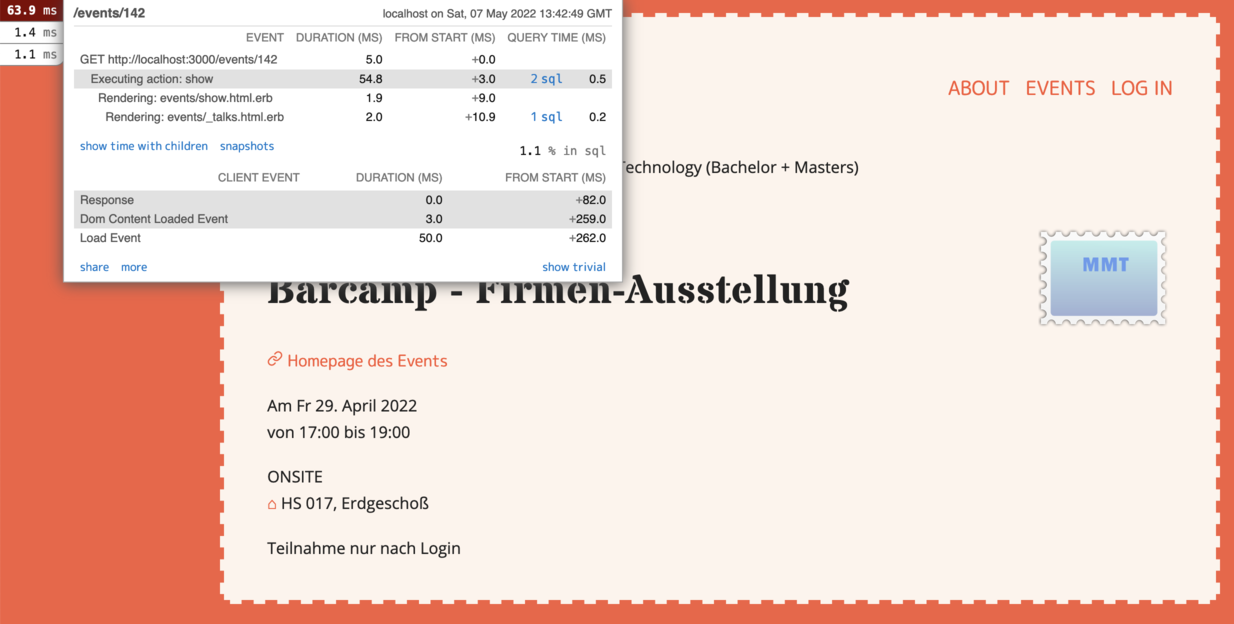 63.9 ms
1.4 ms
1.1 ms
/events/142 localhost on Sat, 07 May 2022 13:42:49 GMT
EVENT DURATION (MS) FROM START (MS) QUERY TIME (MS)
GET http://localhost:3000/events/142 5.0 +0.0
Executing action: show 54.8 +3.0 2 sql 0.5
Rendering: events/show.html.erb 1.9 +9.0
Rendering: events/_talks.html.erb 2.0 +10.9 1 sql 0.2
show time with children snapshots
1.1 % in sql
CLIENT EVENT DURATION (MS) FROM START (MS)
Response 0.0 +82.0
Dom Content Loaded Event 3.0 +259.0
Load Event 50.0 +262.0
share more show trivial
ABOUT EVENTS LOG IN
Technology (Bachelor + Masters)
MMT
Barcamp - Firmen-Ausstellung
Homepage des Events
Am Fr 29. April 2022
von 17:00 bis 19:00
ONSITE
⌂ HS 017, Erdgeschoß
Teilnahme nur nach Login